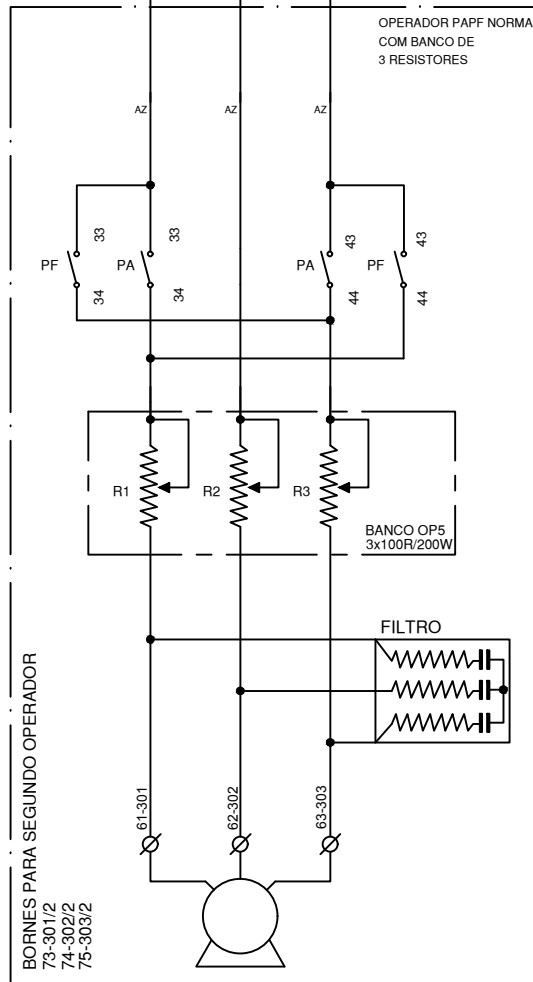 OPERADOR PAPF NORMA
COM BANCO DE
3 RESISTORES
AZ
AZ
AZ
33
33
43
43
PF
PA
PA
PF
34
34
44
44
R1
R2
R3
BANCO OP5
3x100R/200W
FILTRO
61-301
62-302
63-303
BORNES PARA SEGUNDO OPERADOR
73-301/2
74-302/2
75-303/2